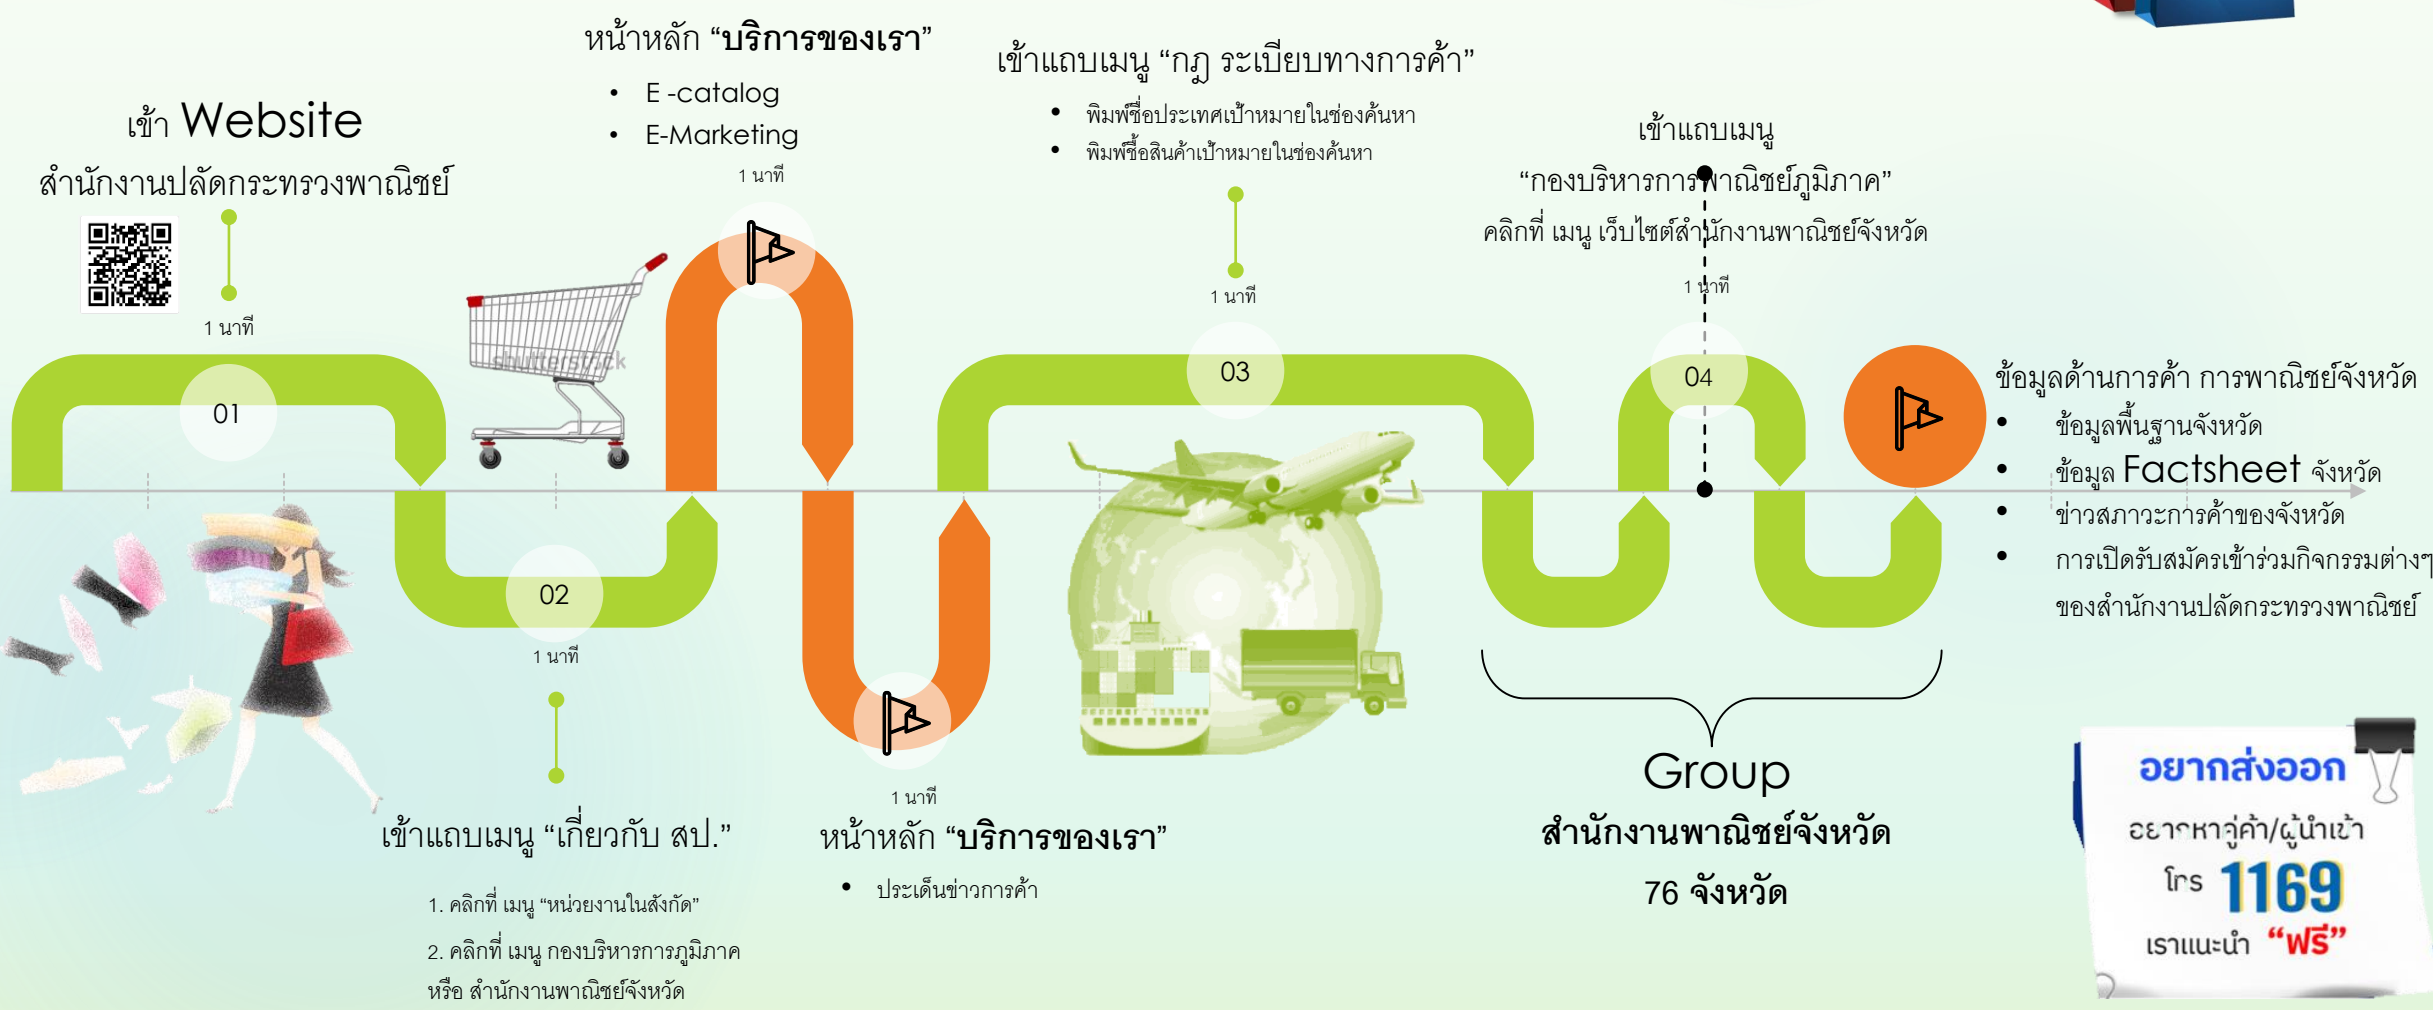 เข้า Website
สำนักงานปลัดกระทรวงพาณิชย์
1 นาที
01
02
1 นาที
เข้าแถบเมนู “เกี่ยวกับ สป.”
1. คลิกที่ เมนู “หน่วยงานในสังกัด”
2. คลิกที่ เมนู กองบริหารการภูมิภาค
หรือ สำนักงานพาณิชย์จังหวัด
หน้าหลัก “บริการของเรา”
• E -catalog
• E-Marketing
1 นาที
shutterstock
1 นาที
หน้าหลัก “บริการของเรา”
• ประเด็นข่าวการค้า
เข้าแถบเมนู “กฎ ระเบียบทางการค้า”
• พิมพ์ชื่อประเทศเป้าหมายในช่องค้นหา
• พิมพ์ชื้อสินค้าเป้าหมายในช่องค้นหา
1 นาที
03
เข้าแถบเมนู
“กองบริหารการพาณิชย์ภูมิภาค”
คลิกที่ เมนู เว็บไซต์สำนักงานพาณิชย์จังหวัด
1 นาที
04
Group
สำนักงานพาณิชย์จังหวัด
76 จังหวัด
ข้อมูลด้านการค้า การพาณิชย์จังหวัด
• ข้อมูลพื้นฐานจังหวัด
• ข้อมูล Factsheet จังหวัด
• ข่าวสภาวะการค้าของจังหวัด
• การเปิดรับสมัครเข้าร่วมกิจกรรมต่างๆ
ของสำนักงานปลัดกระทรวงพาณิชย์
อยากส่งออก
อยากหาคู่ค้า/ผู้นำเข้า
โทร 1169
เราแนะนำ “ฟรี”